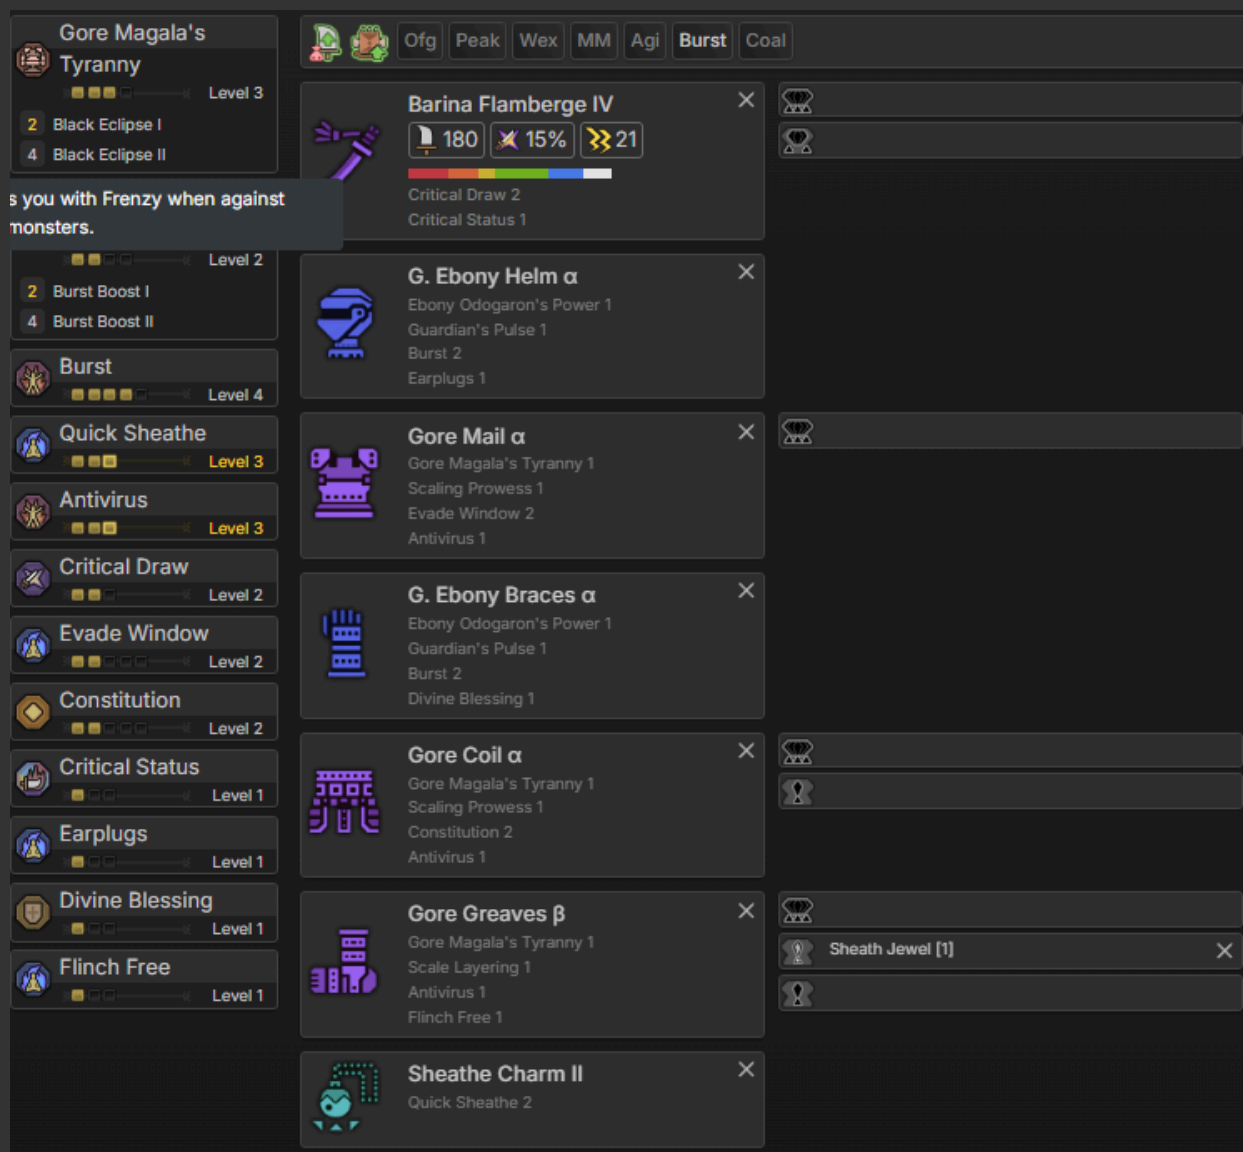 Gore Magala's
Tyranny
Level 3
2 Black Eclipse I
4 Black Eclipse II
s you with Frenzy when against
monsters.
Level 2
2 Burst Boost I
4 Burst Boost II
Burst
Level 4
Quick Sheathe
Level 3
Antivirus
Level 3
Critical Draw
Level 2
Evade Window
Level 2
Constitution
Level 2
Critical Status
Level 1
Earplugs
Level 1
Divine Blessing
Level 1
Flinch Free
Level 1
Ofg Peak Wex MM Agi Burst Coal
Barina Flamberge IV
180 15% 21
Critical Draw 2
Critical Status 1
G. Ebony Helm α
Ebony Odogaron's Power 1
Guardian's Pulse 1
Burst 2
Earplugs 1
Gore Mail α
Gore Magala's Tyranny 1
Scaling Prowess 1
Evade Window 2
Antivirus 1
G. Ebony Braces α
Ebony Odogaron's Power 1
Guardian's Pulse 1
Burst 2
Divine Blessing 1
Gore Coil α
Gore Magala's Tyranny 1
Scaling Prowess 1
Constitution 2
Antivirus 1
Gore Greaves β
Gore Magala's Tyranny 1
Scale Layering 1
Antivirus 1
Flinch Free 1
Sheath Jewel [1]
Sheathe Charm II
Quick Sheathe 2